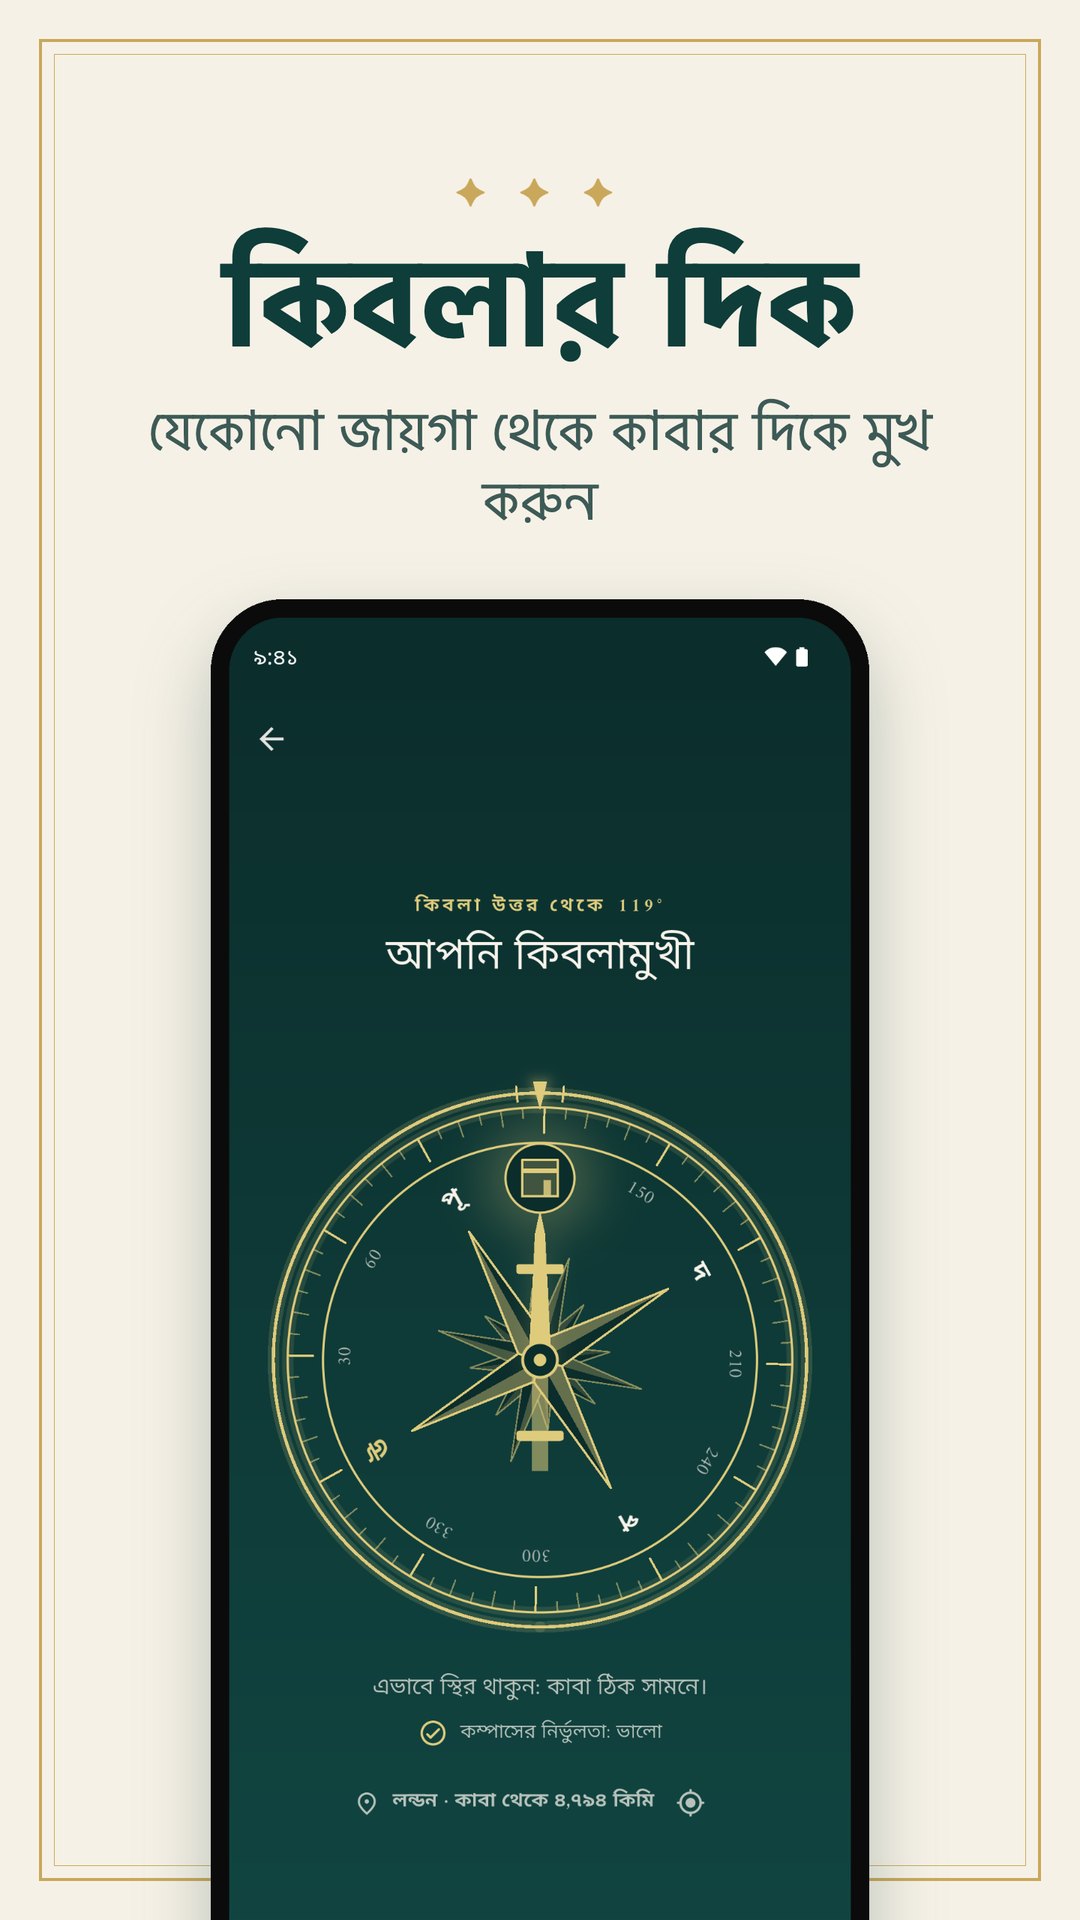 কিবলার দিক
যেকোনো জায়গা থেকে কাবার দিকে মুখ
করুন
৯:৪১
কিবলা উত্তর থেকে 119°
আপনি কিবলামুখী
পূ
150
দ
60
30
210
উ
240
প
330
300
এভাবে স্থির থাকুন: কাবা ঠিক সামনে।
কম্পাসের নির্ভুলতা: ভালো
লন্ডন · কাবা থেকে ৪,৭৯৪ কিমি